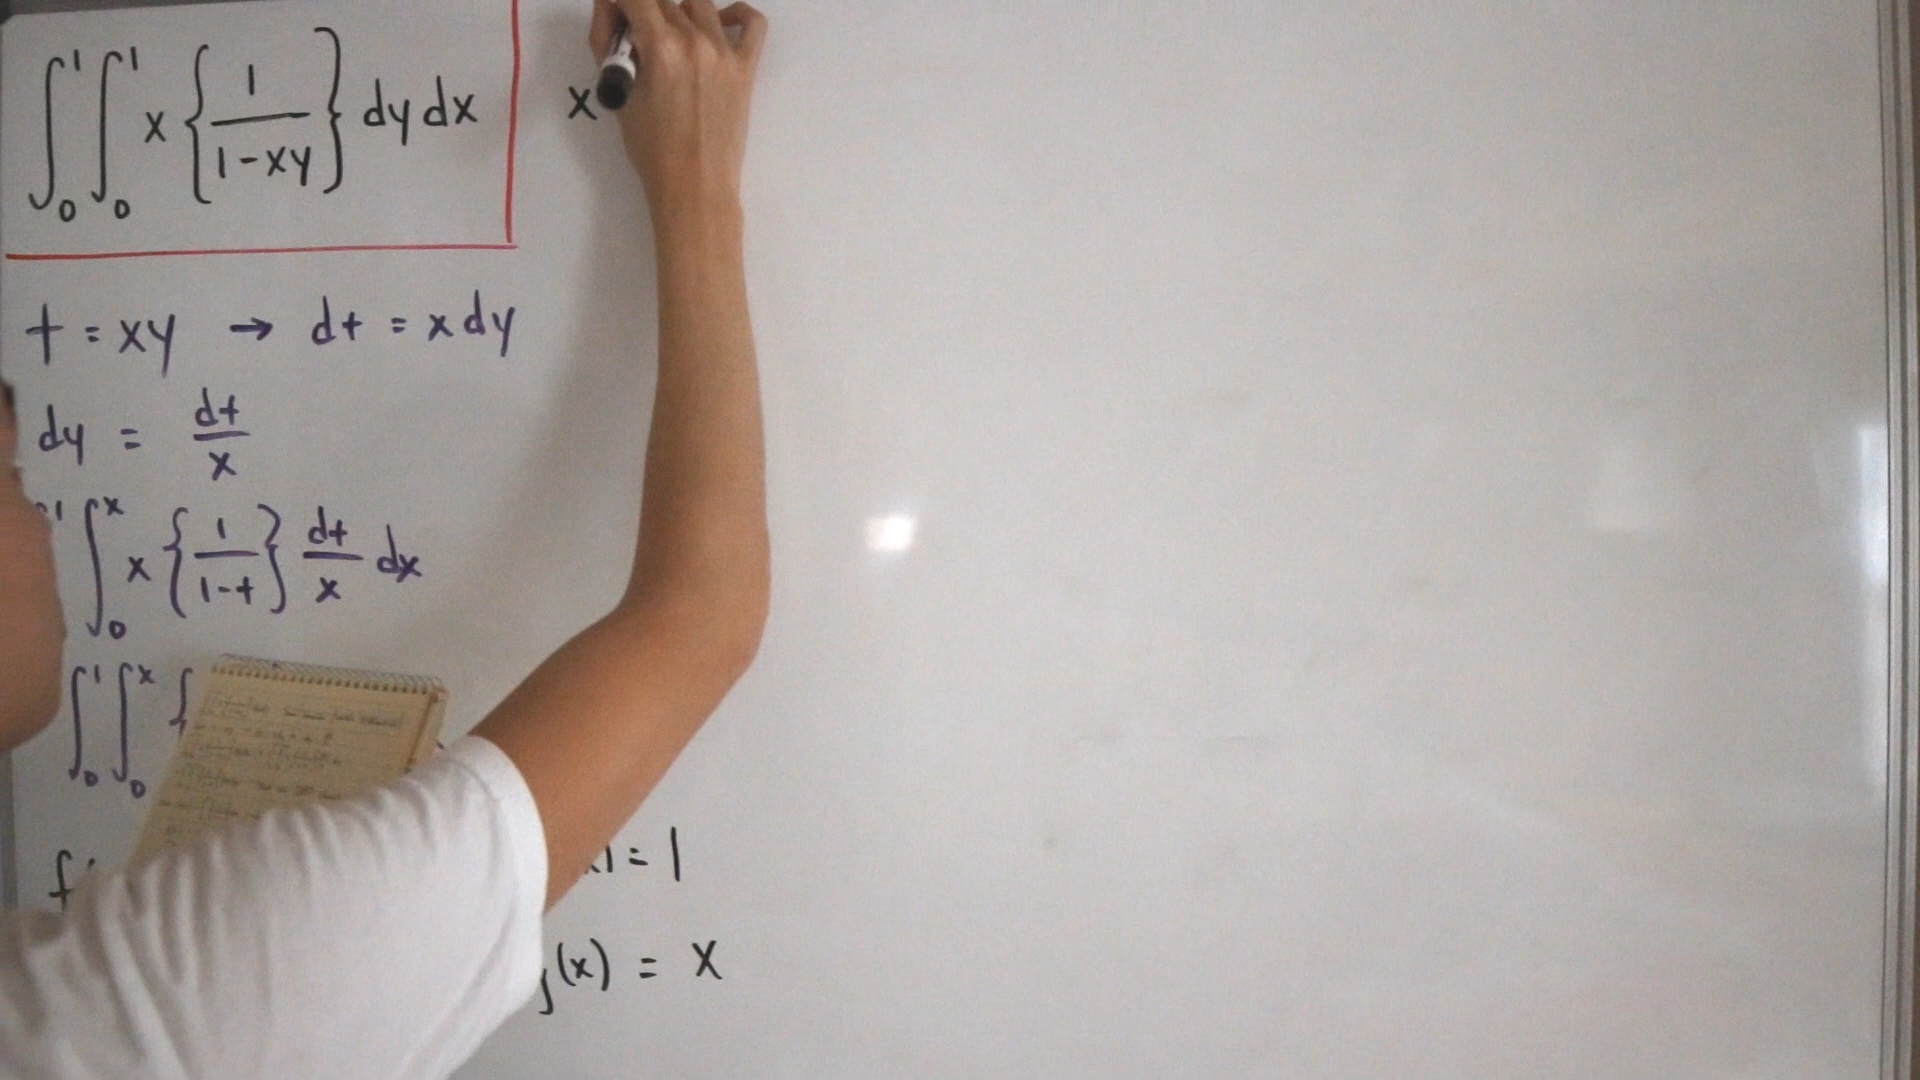 ∫₀¹ ∫₀¹ x { 1 / (1-xy) } dy dx
x
t = xy → dt = x dy
dy = dt / x
∫₀ˣ x { 1 / (1-t) } dt / x dx
∫₀¹ ∫₀ˣ {
= 1
(x) = x